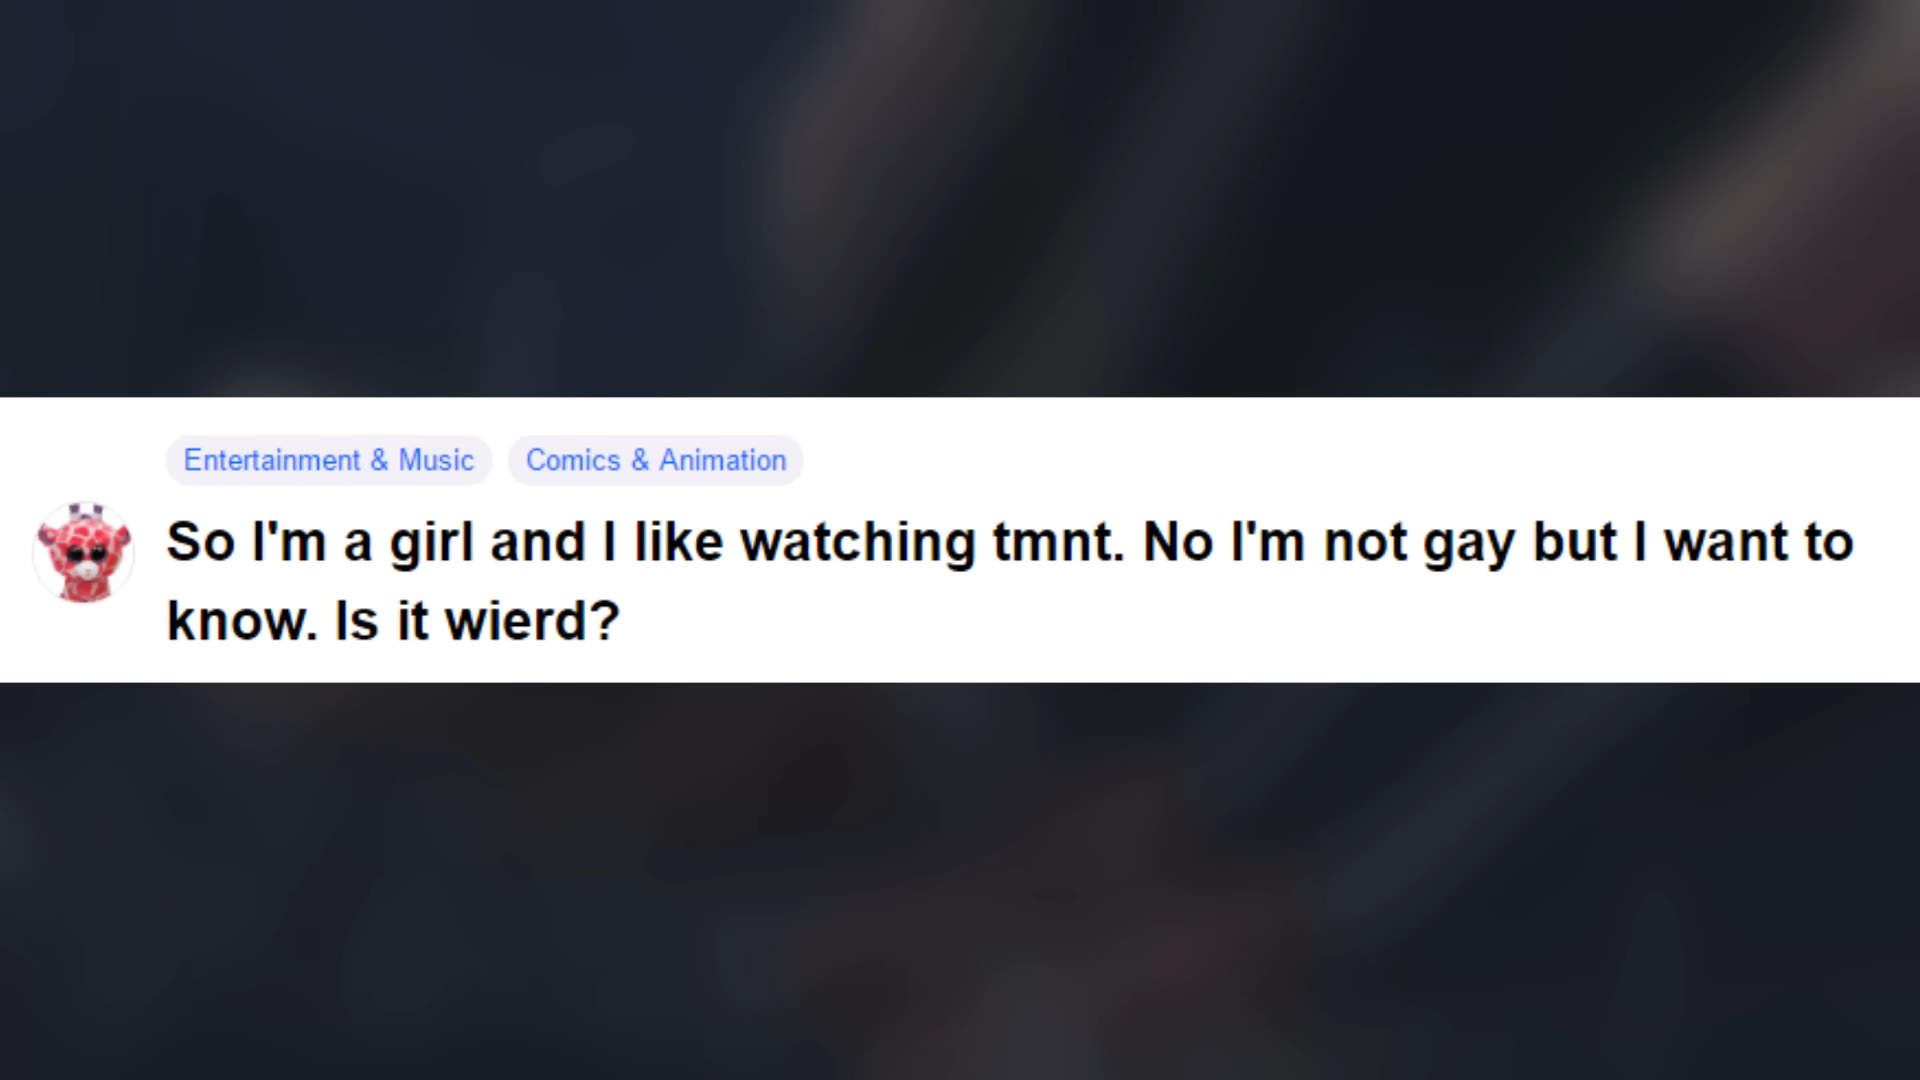 Entertainment & Music Comics & Animation
So I'm a girl and I like watching tmnt. No I'm not gay but I want to
know. Is it wierd?